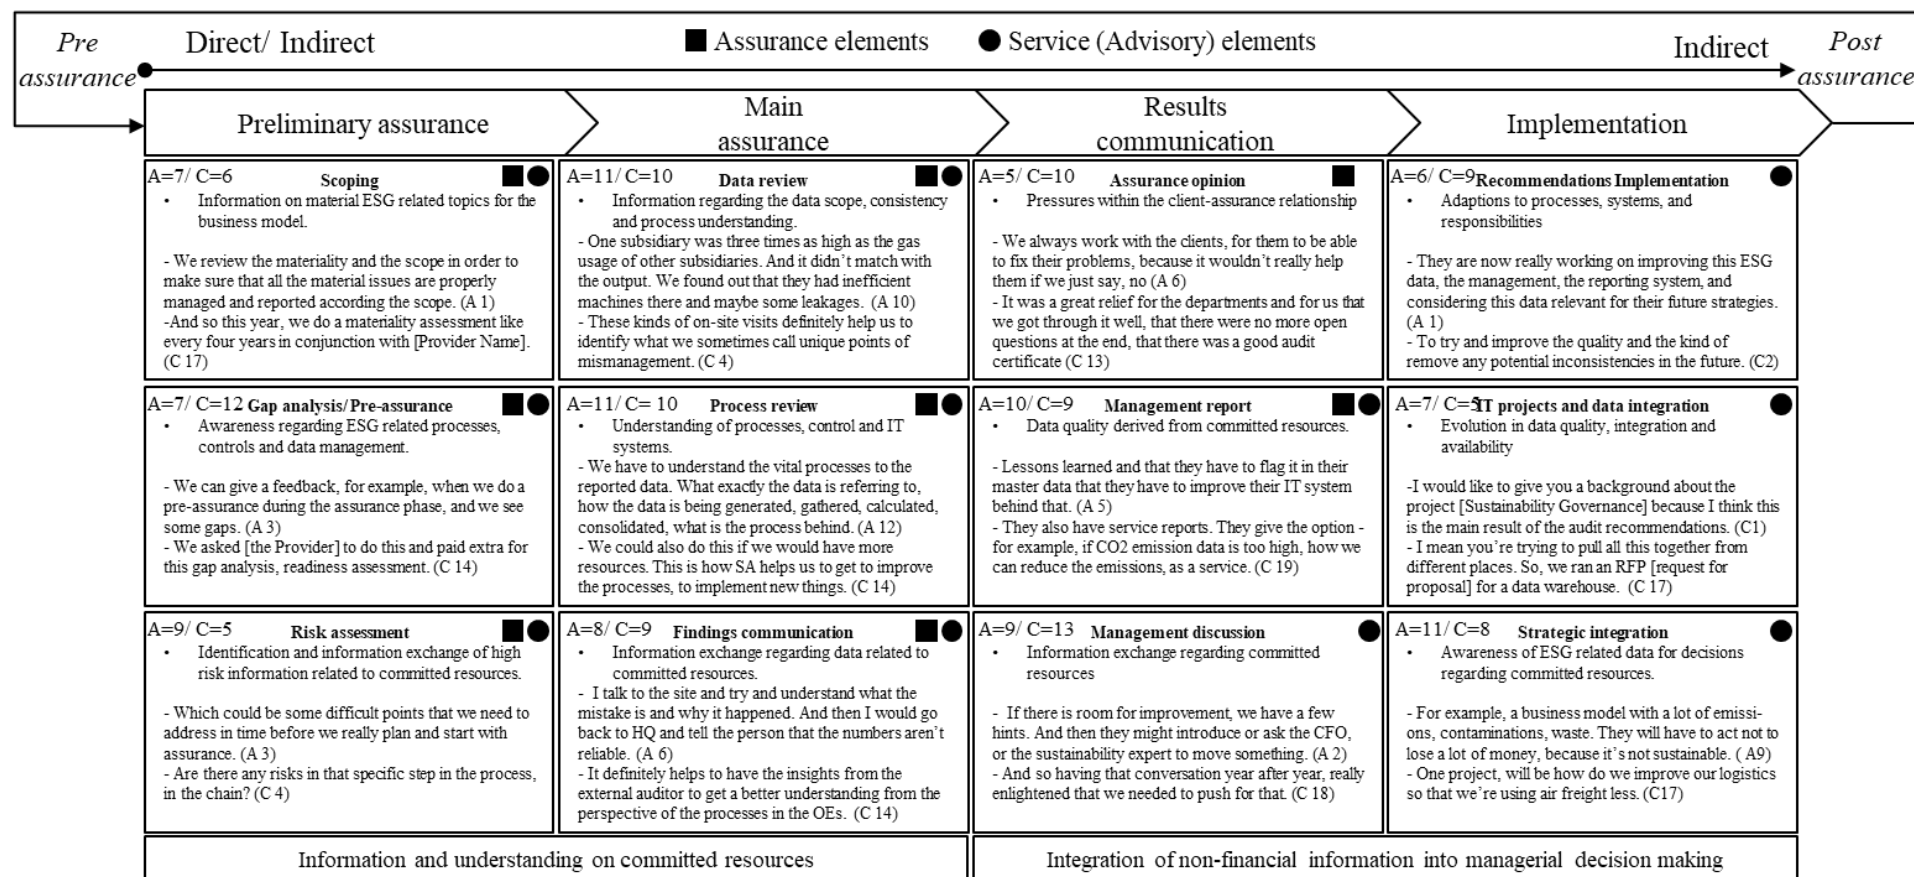 Pre
assurance
Direct/ Indirect
Assurance elements
Service (Advisory) elements
Indirect
Post
assurance
Preliminary assurance
Main
assurance
Results
communication
Implementation
A=7/ C=6 Scoping
• Information on material ESG related topics for the
business model.
- We review the materiality and the scope in order to
make sure that all the material issues are properly
managed and reported according the scope. (A 1)
-And so this year, we do a materiality assessment like
every four years in conjunction with [Provider Name].
(C 17)
A=11/ C=10 Data review
• Information regarding the data scope, consistency
and process understanding.
- One subsidiary was three times as high as the gas
usage of other subsidiaries. And it didn't match with
the output. We found out that they had inefficient
machines there and maybe some leakages. (A 10)
- These kinds of on-site visits definitely help us to
identify what we sometimes call unique points of
mismanagement. (C 4)
A=5/ C=10 Assurance opinion
• Pressures within the client-assurance relationship
- We always work with the clients, for them to be able
to fix their problems, because it wouldn't really help
them if we just say, no (A 6)
- It was a great relief for the departments and for us that
we got through it well, that there were no more open
questions at the end, that there was a good audit
certificate (C 13)
A=6/ C=9 Recommendations Implementation
• Adaptions to processes, systems, and
responsibilities
- They are now really working on improving this ESG
data, the management, the reporting system, and
considering this data relevant for their future strategies.
(A 1)
- To try and improve the quality and the kind of
remove any potential inconsistencies in the future. (C2)
A=7/ C=12 Gap analysis/ Pre-assurance
• Awareness regarding ESG related processes,
controls and data management.
- We can give a feedback, for example, when we do a
pre-assurance during the assurance phase, and we see
some gaps. (A 3)
- We asked [the Provider] to do this and paid extra for
this gap analysis, readiness assessment. (C 14)
A=11/ C= 10 Process review
• Understanding of processes, control and IT
systems.
- We have to understand the vital processes to the
reported data. What exactly the data is referring to,
how the data is being generated, gathered, calculated,
consolidated, what is the process behind. (A 12)
- We could also do this if we would have more
resources. This is how SA helps us to get to improve
the processes, to implement new things. (C 14)
A=10/ C=9 Management report
• Data quality derived from committed resources.
- Lessons learned and that they have to flag it in their
master data that they have to improve their IT system
behind that. (A 5)
- They also have service reports. They give the option -
for example, if CO2 emission data is too high, how we
can reduce the emissions, as a service. (C 19)
A=7/ C=5 IT projects and data integration
• Evolution in data quality, integration and
availability
-I would like to give you a background about the
project [Sustainability Governance] because I think this
is the main result of the audit recommendations. (C1)
- I mean you're trying to pull all this together from
different places. So, we ran an RFP [request for
proposal] for a data warehouse. (C 17)
A=9/ C=5 Risk assessment
• Identification and information exchange of high
risk information related to committed resources.
- Which could be some difficult points that we need to
address in time before we really plan and start with
assurance. (A 3)
- Are there any risks in that specific step in the process,
in the chain? (C 4)
A=8/ C=9 Findings communication
• Information exchange regarding data related to
committed resources.
- I talk to the site and try and understand what the
mistake is and why it happened. And then I would go
back to HQ and tell the person that the numbers aren't
reliable. (A 6)
- It definitely helps to have the insights from the
external auditor to get a better understanding from the
perspective of the processes in the OEs. (C 14)
A=9/ C=13 Management discussion
• Information exchange regarding committed
resources
- If there is room for improvement, we have a few
hints. And then they might introduce or ask the CFO,
or the sustainability expert to move something. (A 2)
- And so having that conversation year after year, really
enlightened that we needed to push for that. (C 18)
A=11/ C=8 Strategic integration
• Awareness of ESG related data for decisions
regarding committed resources.
- For example, a business model with a lot of emissi-
ons, contaminations, waste. They will have to act not to
lose a lot of money, because it's not sustainable. ( A9)
- One project, will be how do we improve our logistics
so that we're using air freight less. (C17)
Information and understanding on committed resources
Integration of non-financial information into managerial decision making